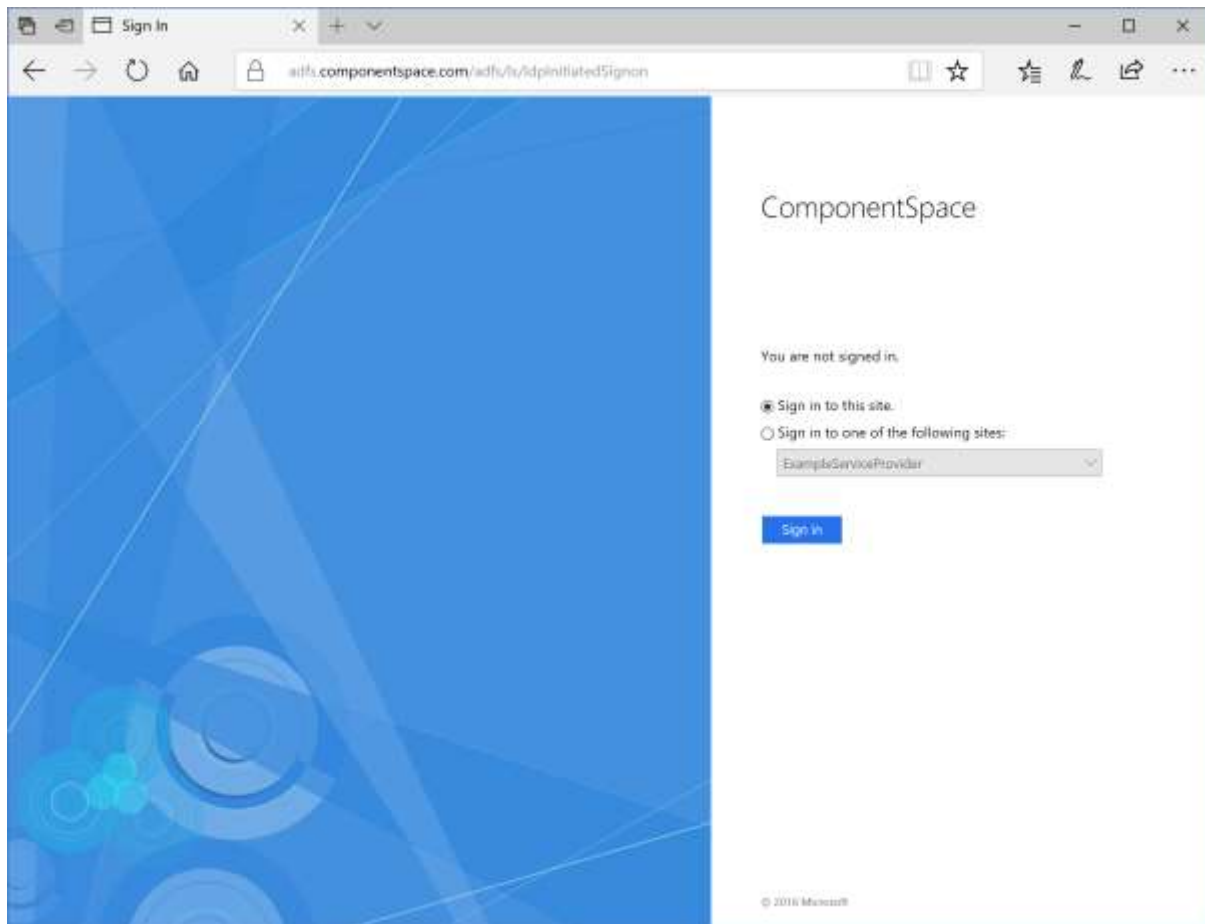 Sign In
adfs.componentspace.com/adfs/ls/IdpInitiatedSignon
ComponentSpace
You are not signed in.
Sign in to this site.
Sign in to one of the following sites:
ExampleServiceProvider
Sign in
© 2016 Microsoft